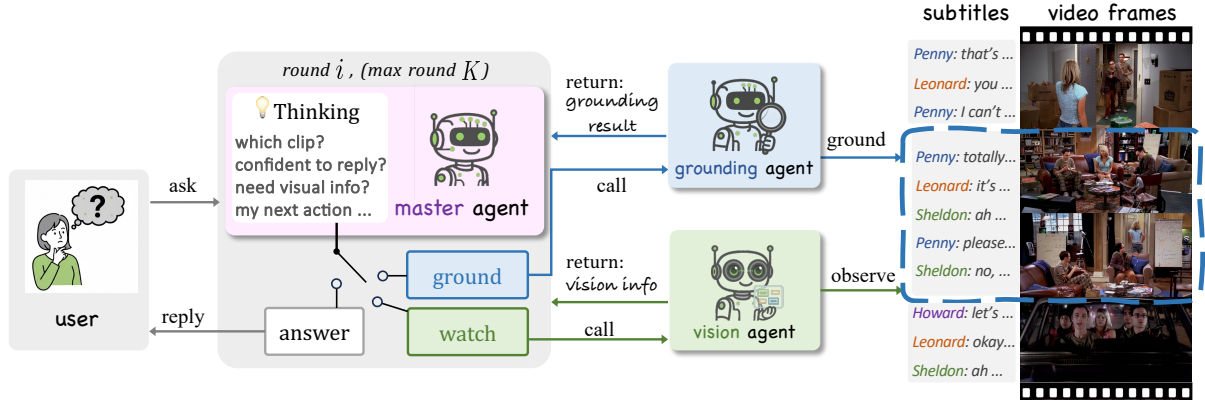 subtitles
video frames
round i, (max round K)
Thinking
which clip?
confident to reply?
need visual info?
my next action ...
master agent
ask
?
user
reply
answer
ground
watch
return:
grounding
result
call
grounding agent
ground
return:
vision info
call
vision agent
observe
Penny: that's ...
Leonard: you ...
Penny: I can't ...
Penny: totally...
Leonard: it's ...
Sheldon: ah ...
Penny: please...
Sheldon: no, ...
Howard: let's ...
Leonard: okay...
Sheldon: ah ...